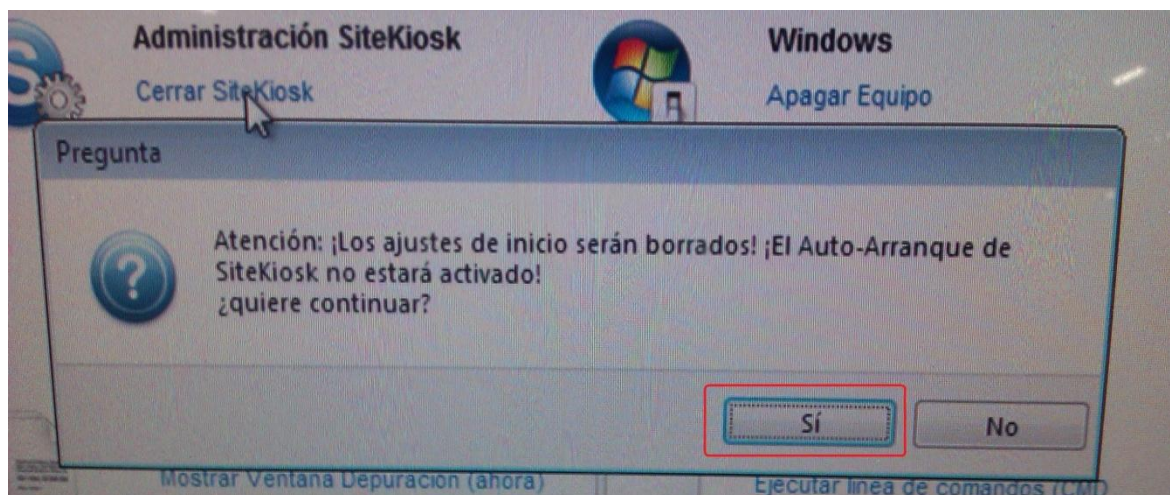 Administración SiteKiosk
Windows
Cerrar SiteKiosk
Apagar Equipo
Pregunta
Atención: ¡Los ajustes de inicio serán borrados! ¡El Auto-Arranque de
SiteKiosk no estará activado!
¿quiere continuar?
Sí
No
Mostrar Ventana Depuración (ahora)
Ejecutar línea de comandos (CMD